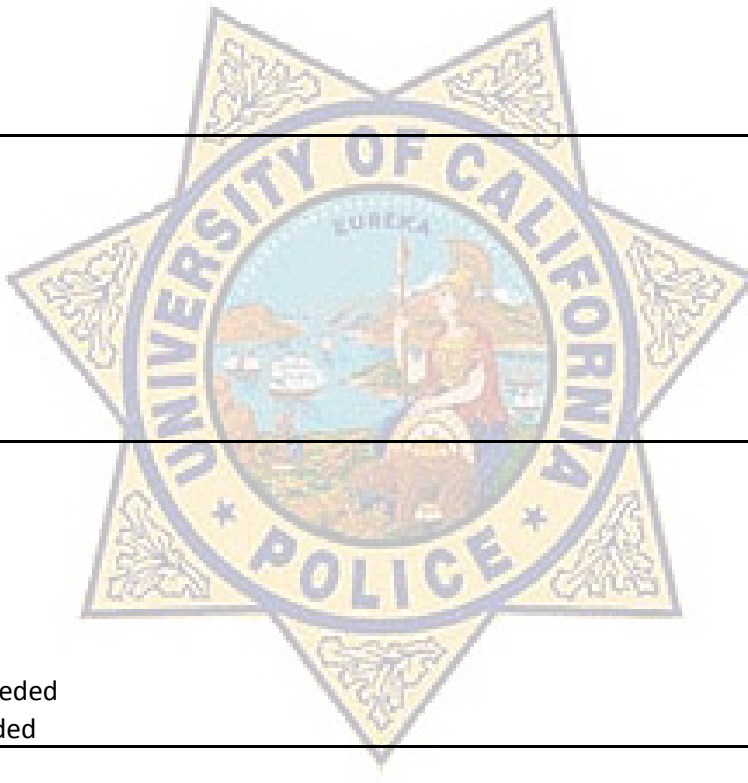 UNIVERSITY OF CALIFORNIA
EUREKA
POLICE
eded
ded